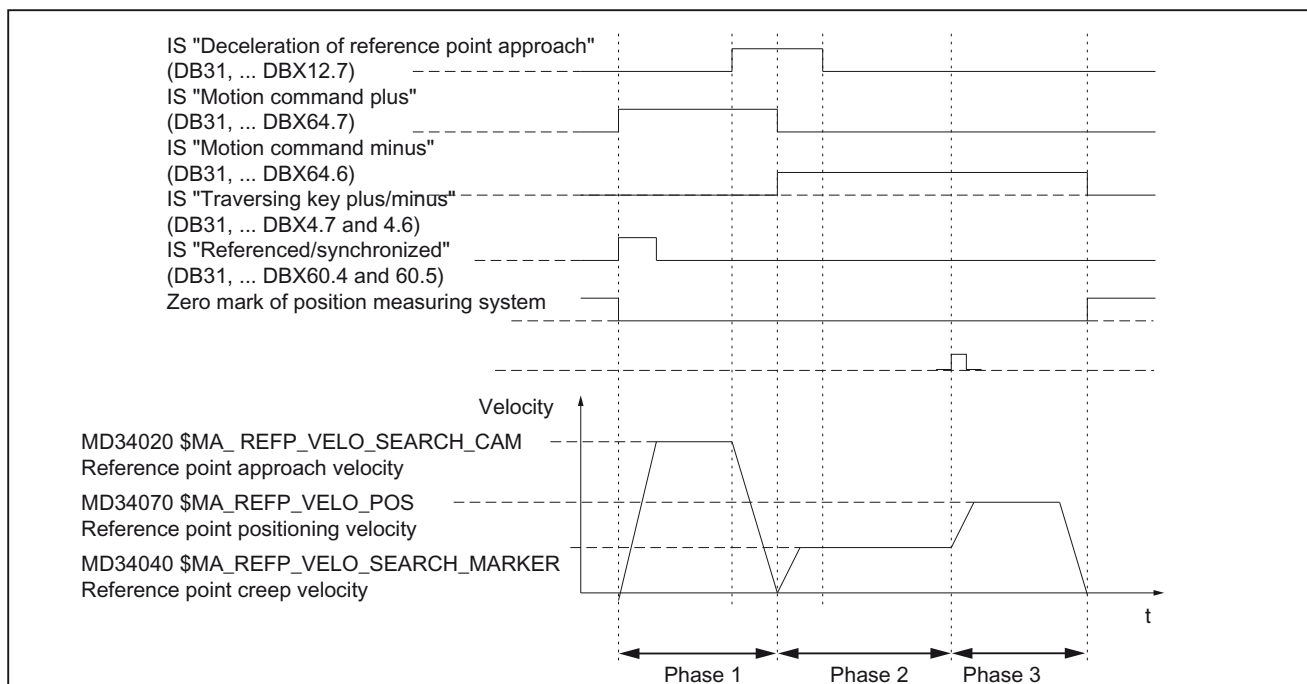 IS "Deceleration of reference point approach"
(DB31, ... DBX12.7)
IS "Motion command plus"
(DB31, ... DBX64.7)
IS "Motion command minus"
(DB31, ... DBX64.6)
IS "Traversing key plus/minus"
(DB31, ... DBX4.7 and 4.6)
IS "Referenced/synchronized"
(DB31, ... DBX60.4 and 60.5)
Zero mark of position measuring system
Velocity
MD34020 $MA_ REFP_VELO_SEARCH_CAM
Reference point approach velocity
MD34070 $MA_REFP_VELO_POS
Reference point positioning velocity
MD34040 $MA_REFP_VELO_SEARCH_MARKER
Reference point creep velocity
t
Phase 1
Phase 2
Phase 3